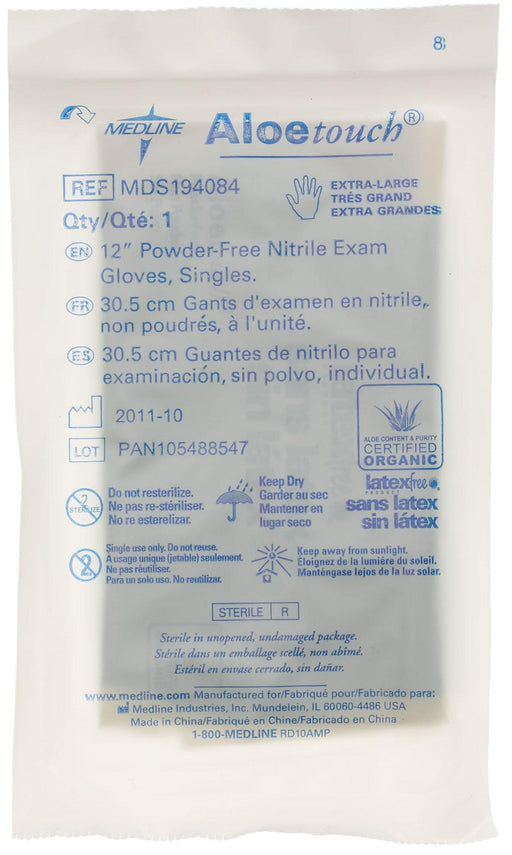 8
MEDLINE
Aloetouch®
REF MDS194084
EXTRA-LARGE
TRÉS GRAND
EXTRA GRANDES
Qty/Qté: 1
EN 12" Powder-Free Nitrile Exam
Gloves, Singles.
FR 30.5 cm Gants d'examen en nitrile,
non poudrés, à l'unité.
ES 30.5 cm Guantes de nitrilo para
examinación, sin polvo, individual.
2011-10
LOT PAN105488547
ALOE CONTENT & PURITY
CERTIFIED
ORGANIC
2
STERILIZE
Do not resterilize.
Ne pas re-stériliser.
No re esterelizar.
Keep Dry
Garder au sec
Mantener en
lugar seco
latexfree
PRODUCT
sans latex
sin látex
2
Single use only. Do not reuse.
A usage unique (jetable) seulement.
Ne pas réutiliser.
Para un solo uso. No reutilizar.
Keep away from sunlight.
Éloignez de la lumière du soleil.
Manténgase lejos de la luz solar.
STERILE R
Sterile in unopened, undamaged package.
Stérile dans un emballage scellé, non abîmé.
Estéril en envase cerrado, sin dañar.
www.medline.com Manufactured for/Fabriqué pour/Fabricado para:
Medline Industries, Inc. Mundelein, IL 60060-4486 USA
Made in China/Fabriqué en Chine/Fabricado en China
1-800-MEDLINE RD10AMP